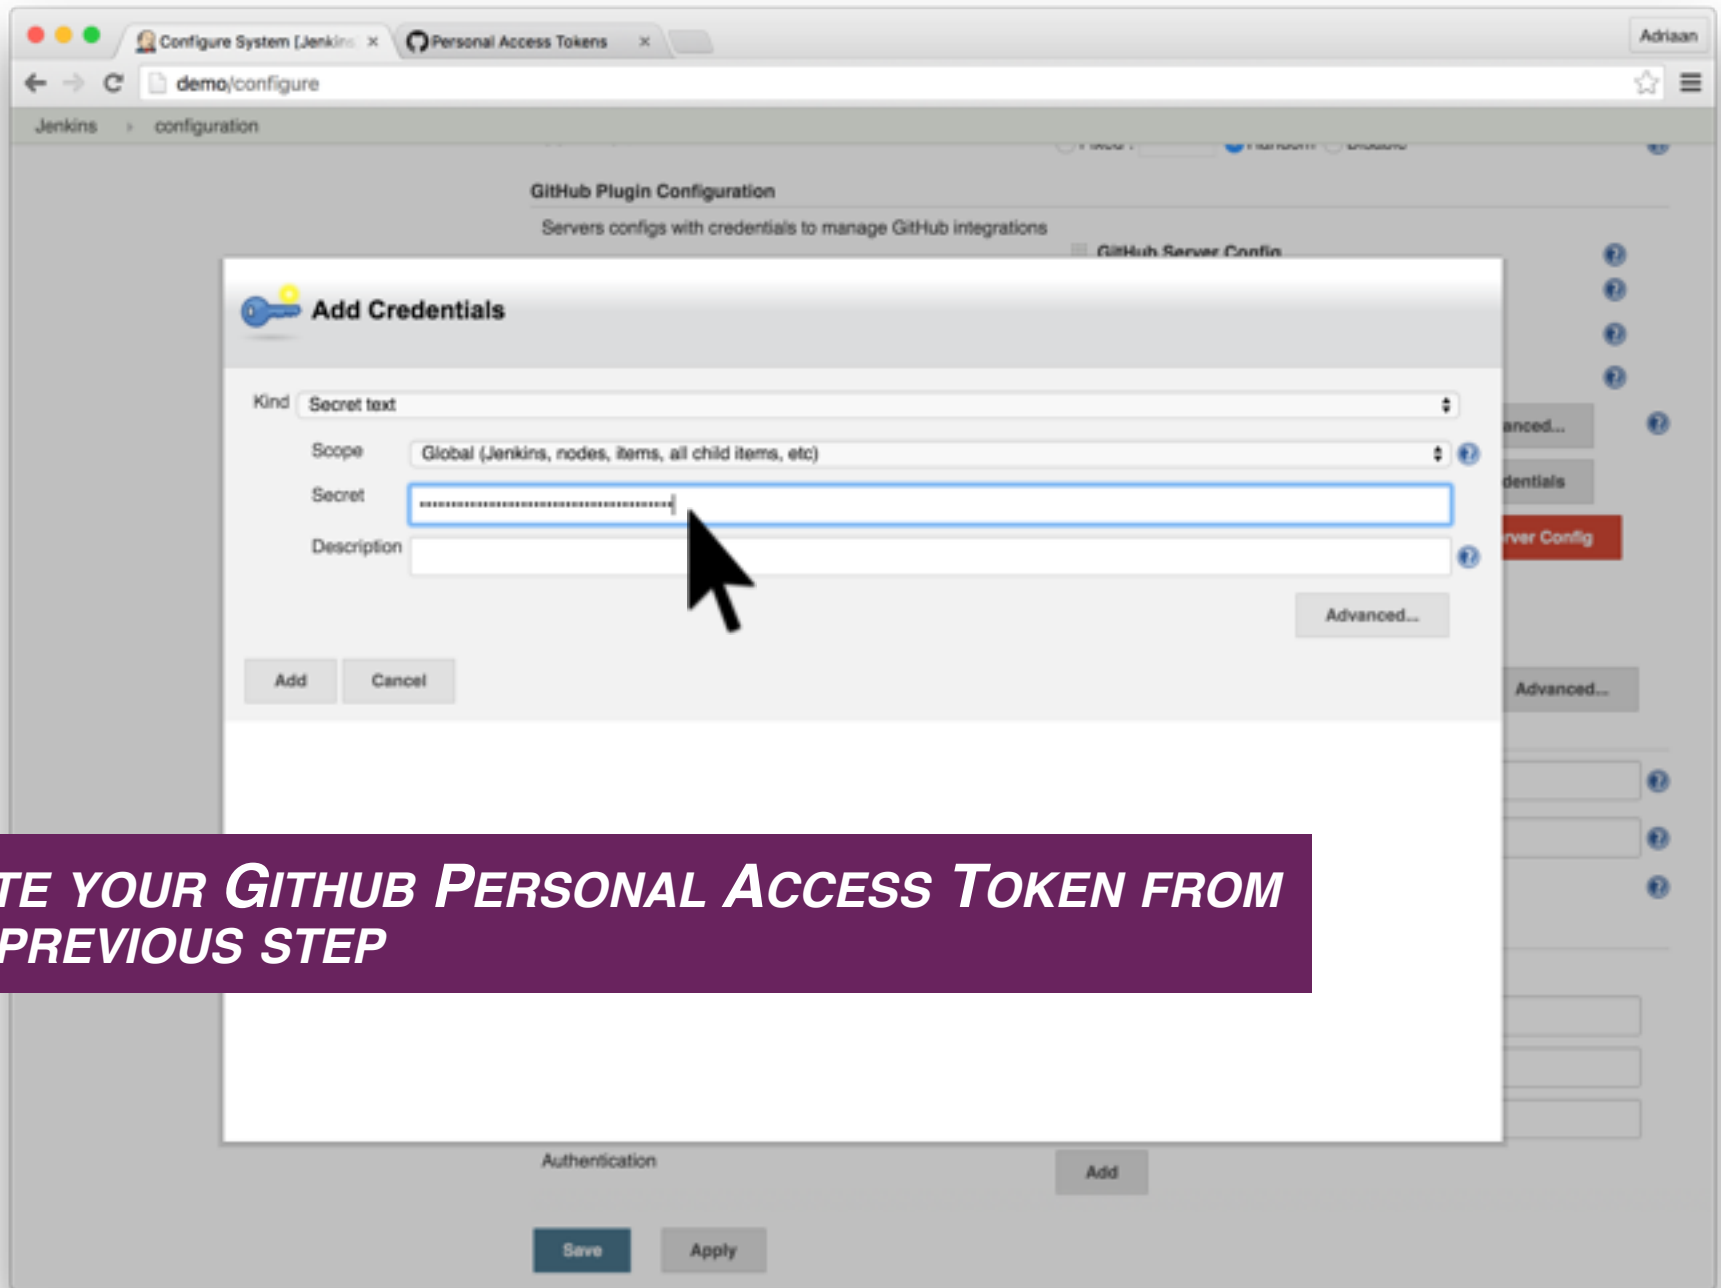 Configure System [Jenkins
Personal Access Tokens
Adriaan
demo/configure
Jenkins
configuration
Fixed :
Random
Disable
GitHub Plugin Configuration
Servers configs with credentials to manage GitHub integrations
GitHub Server Config
Add Credentials
Kind
Secret text
Scope
Global (Jenkins, nodes, items, all child items, etc)
anced...
Secret
dentials
rver Config
Description
Advanced...
Add
Cancel
Advanced...
TE YOUR GITHUB PERSONAL ACCESS TOKEN FROM
PREVIOUS STEP
Authentication
Add
Save
Apply